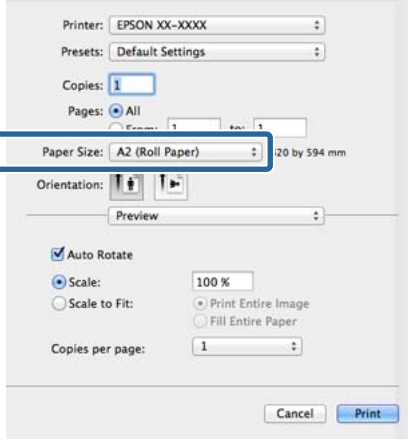 Printer: EPSON XX-XXXX
Presets: Default Settings
Copies: 1
Pages: All
From: 1 to: 1
Paper Size: A2 (Roll Paper) 20 by 594 mm
Orientation:
Preview
Auto Rotate
Scale: 100 %
Scale to Fit: Print Entire Image
Fill Entire Paper
Copies per page: 1
Cancel Print